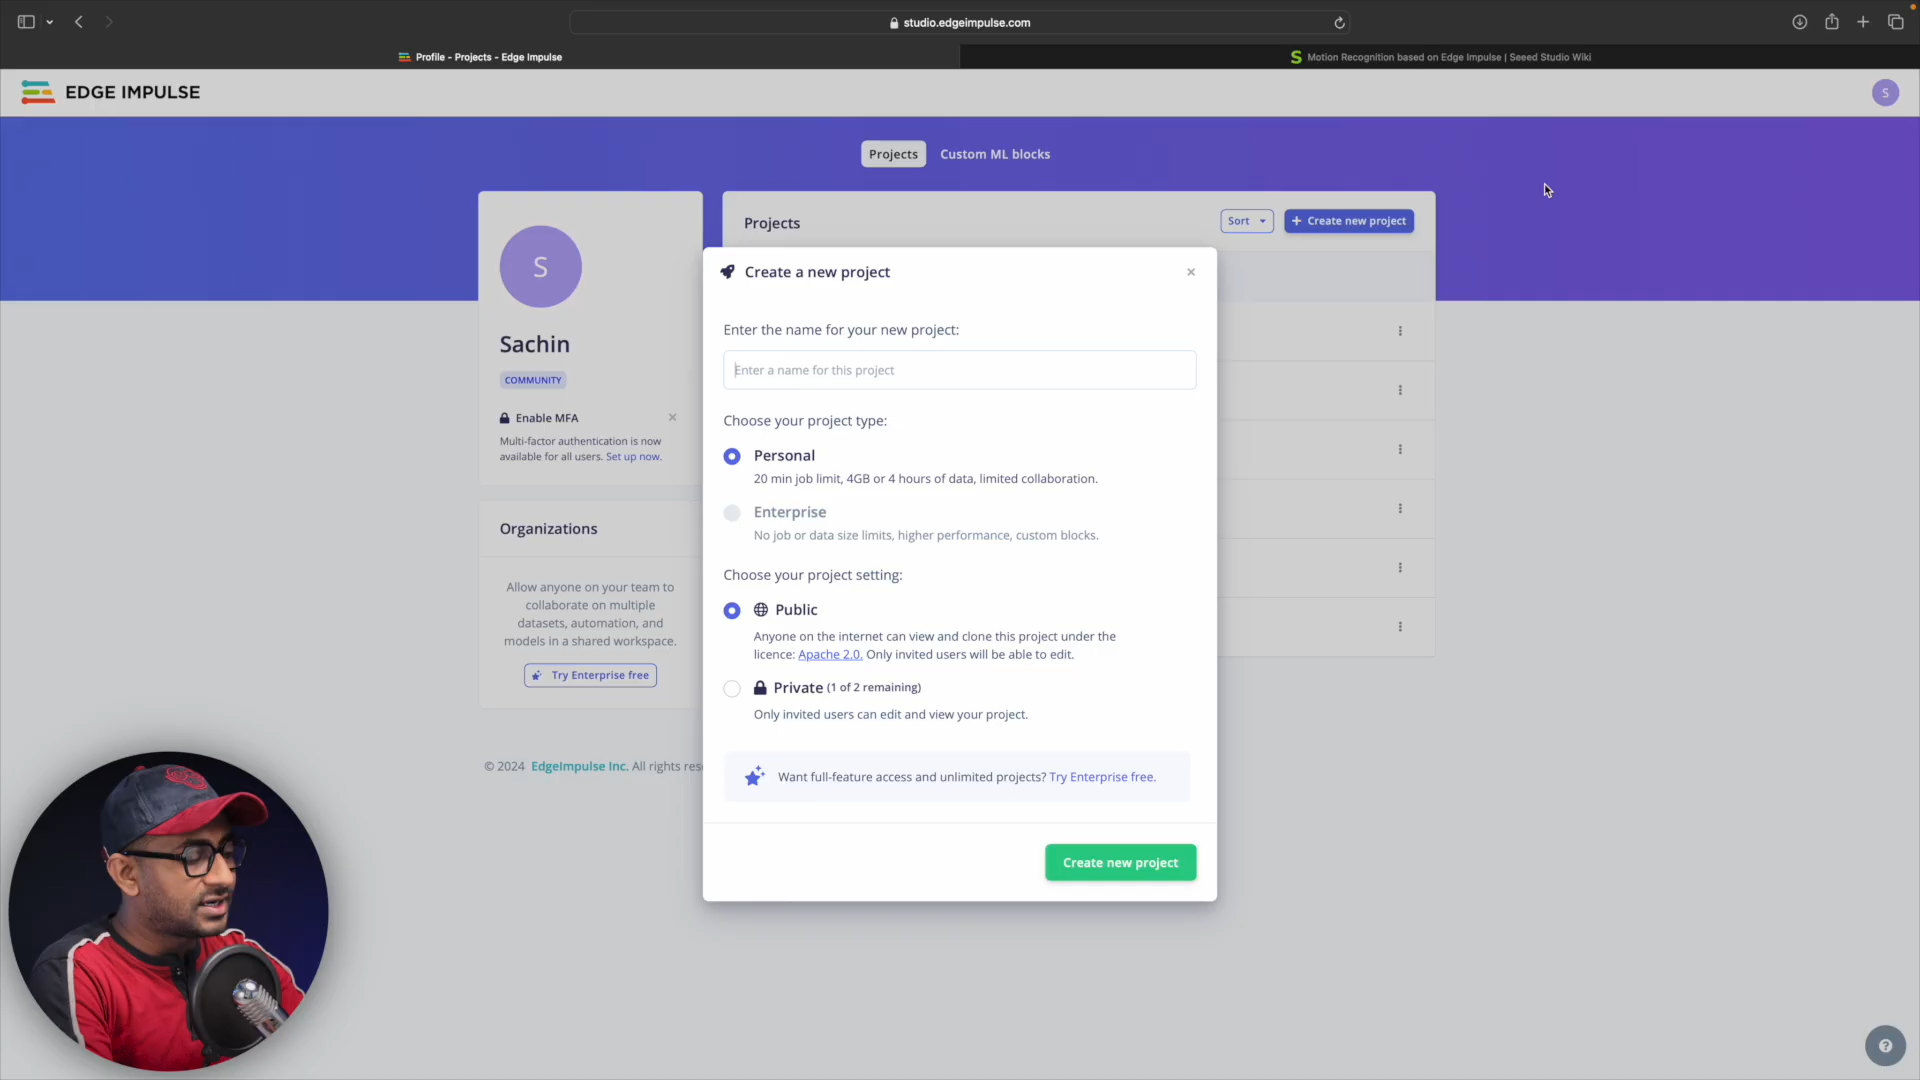 studio.edgeimpulse.com
Profile - Projects - Edge Impulse
S Motion Recognition based on Edge Impulse | Seeed Studio Wiki
EDGE IMPULSE
S
Projects
Custom ML blocks
S
Projects
Sort
+ Create new project
Create a new project
×
Sachin
COMMUNITY
Enable MFA
×
Multi-factor authentication is now
available for all users. Set up now.
Organizations
Allow anyone on your team to
collaborate on multiple
datasets, automation, and
models in a shared workspace.
Try Enterprise free
© 2024 EdgeImpulse Inc. All rights res
Enter the name for your new project:
Enter a name for this project
Choose your project type:
Personal
20 min job limit, 4GB or 4 hours of data, limited collaboration.
Enterprise
No job or data size limits, higher performance, custom blocks.
Choose your project setting:
Public
Anyone on the internet can view and clone this project under the
licence: Apache 2.0. Only invited users will be able to edit.
Private (1 of 2 remaining)
Only invited users can edit and view your project.
Want full-feature access and unlimited projects? Try Enterprise free.
Create new project
?